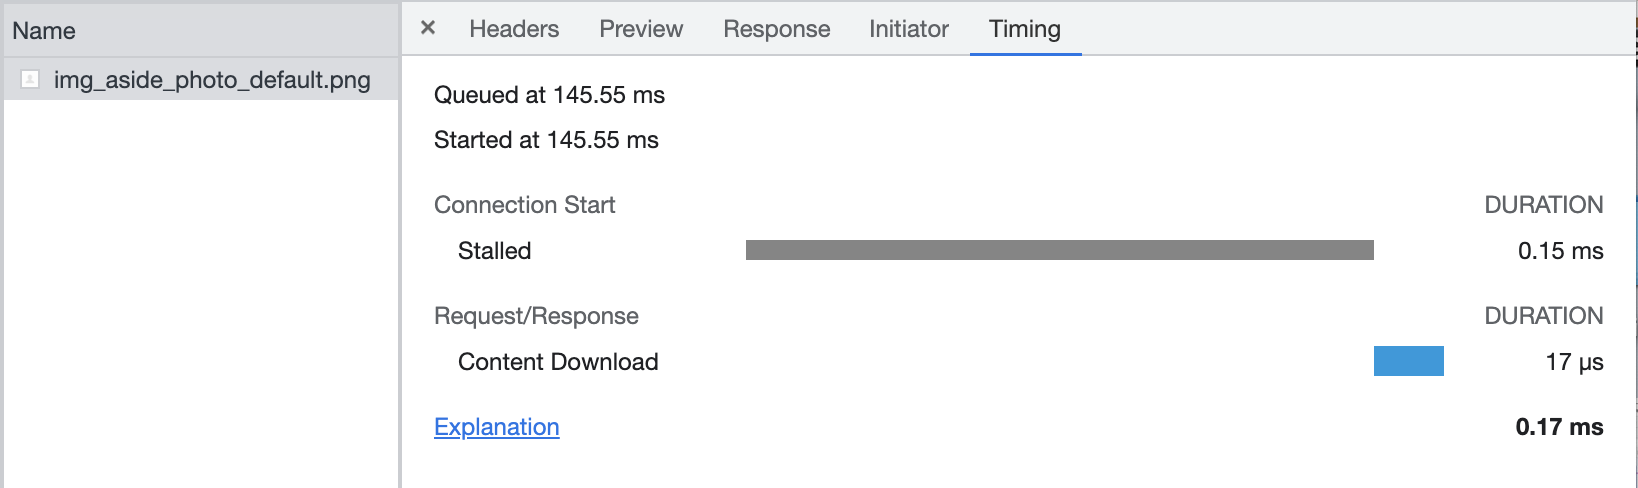 Name
× Headers Preview Response Initiator Timing
img_aside_photo_default.png
Queued at 145.55 ms
Started at 145.55 ms
Connection Start DURATION
Stalled 0.15 ms
Request/Response DURATION
Content Download 17 µs
Explanation 0.17 ms